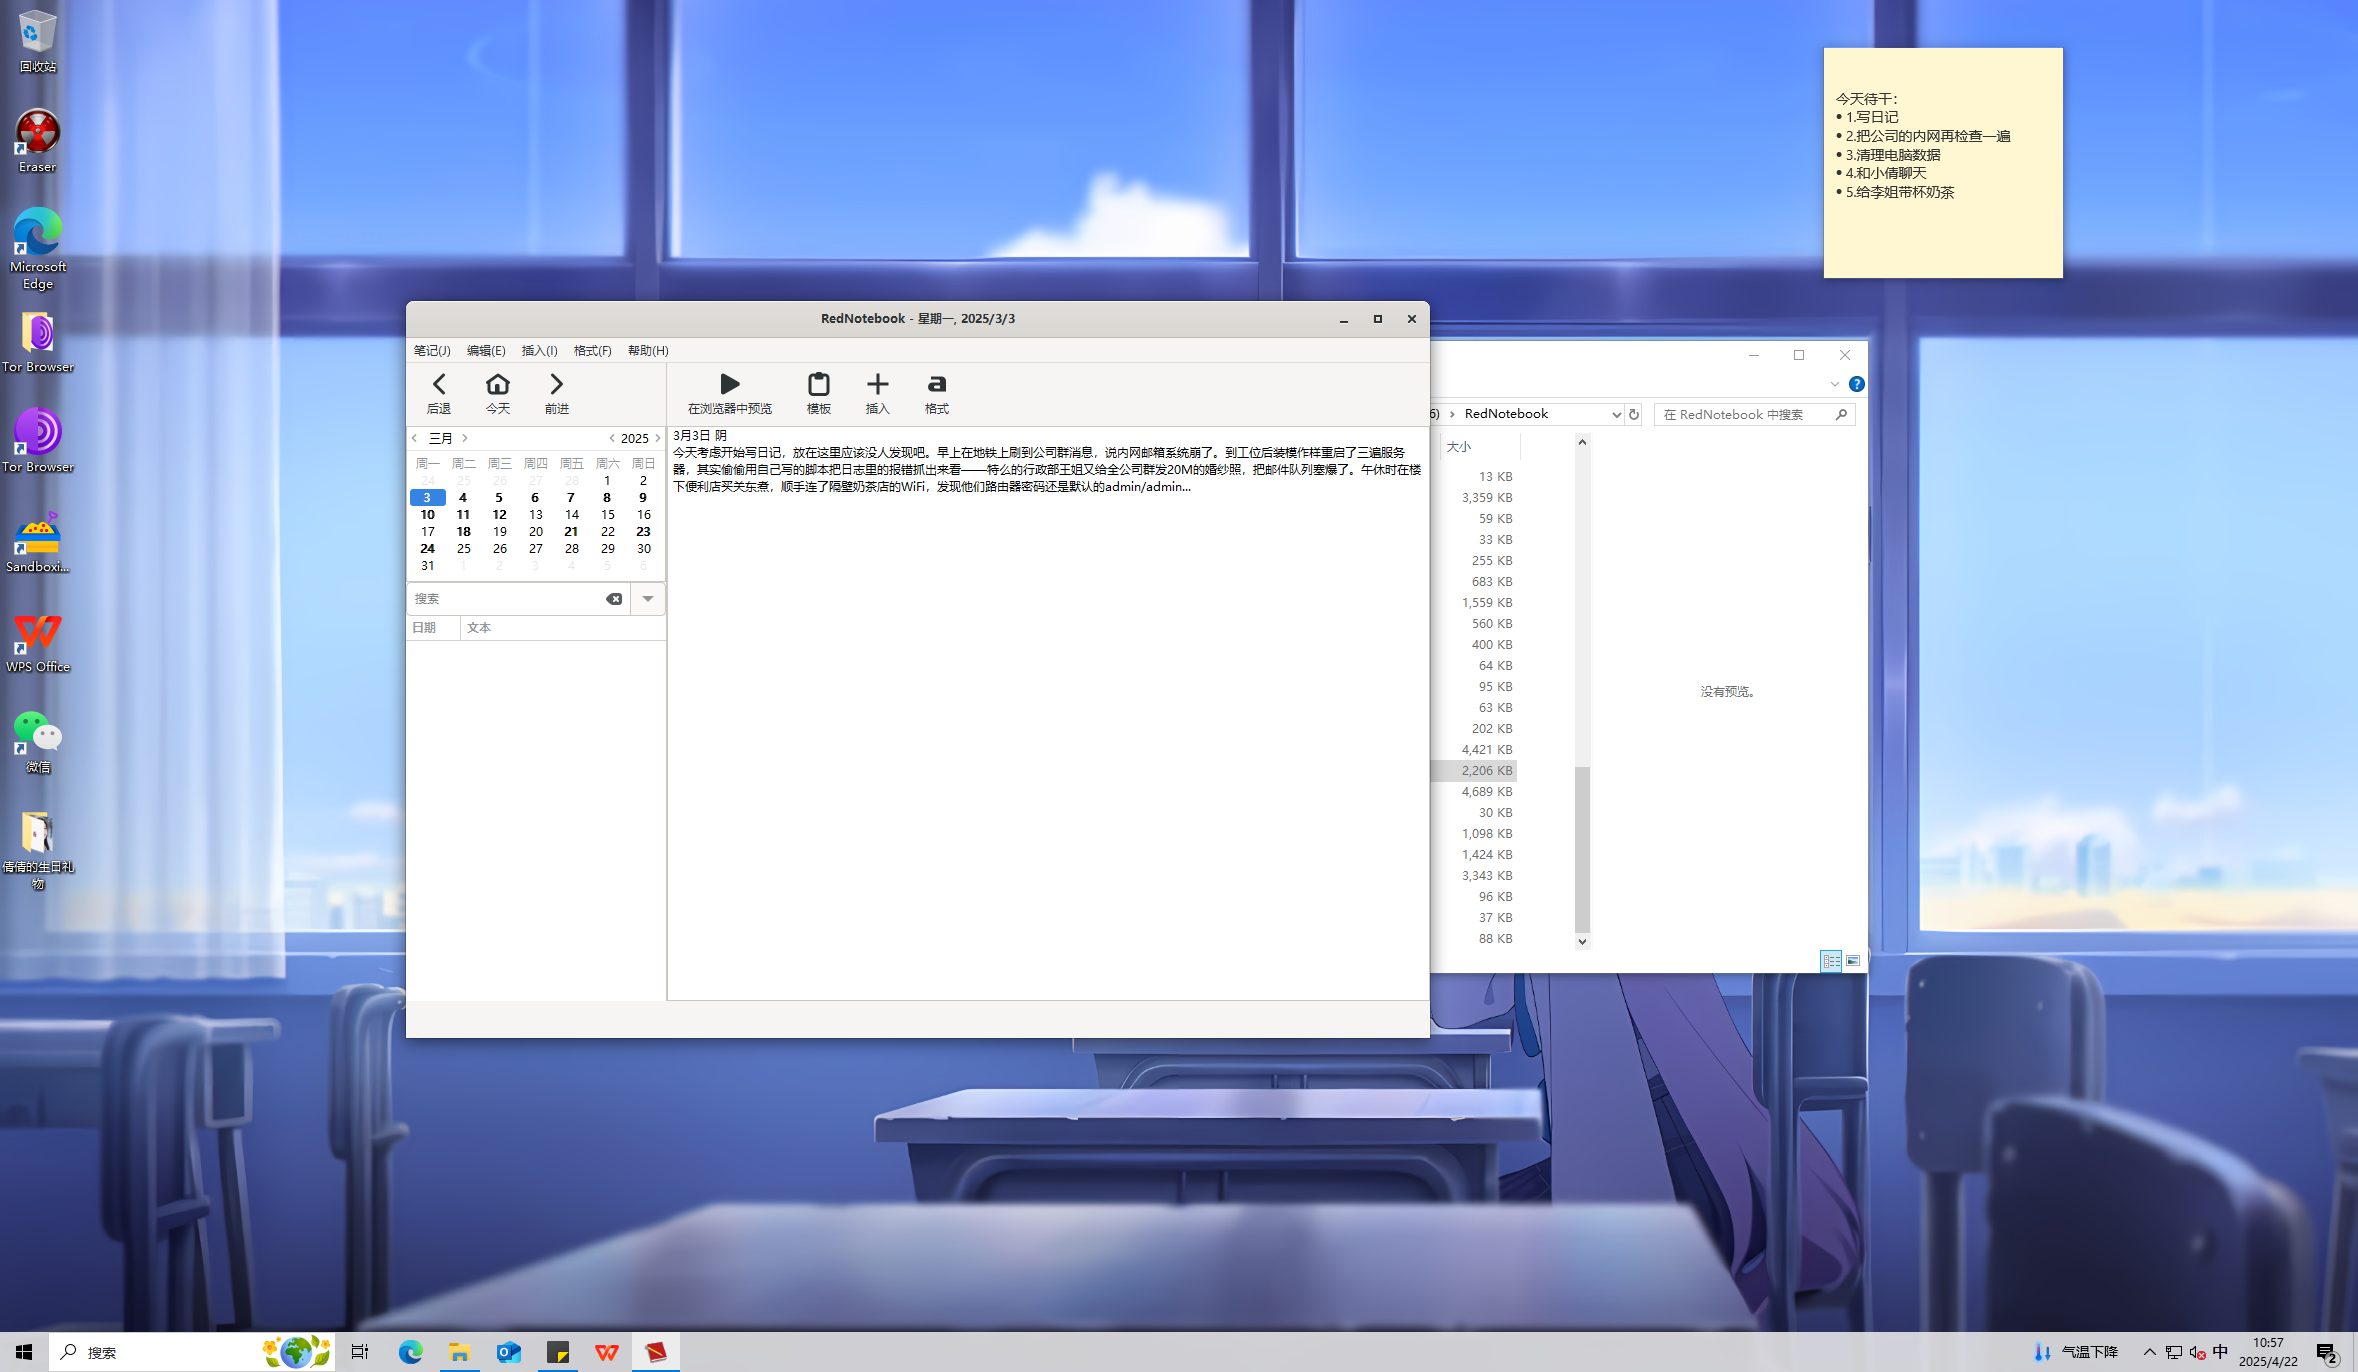 回收站
Eraser
Microsoft
Edge
Tor Browser
Tor Browser
Sandboxi...
WPS Office
微信
倩倩的生日礼
物
今天待干：
• 1.写日记
• 2.把公司的内网再检查一遍
• 3.清理电脑数据
• 4.和小倩聊天
• 5.给李姐带杯奶茶
RedNotebook - 星期一, 2025/3/3
笔记(J) 编辑(E) 插入(I) 格式(F) 帮助(H)
后退 今天 前进 在浏览器中预览 模板 插入 格式
三月 2025
周一 周二 周三 周四 周五 周六 周日
24 25 26 27 28 1 2
3 4 5 6 7 8 9
10 11 12 13 14 15 16
17 18 19 20 21 22 23
24 25 26 27 28 29 30
31 1 2 3 4 5 6
搜索
日期 文本
3月3日 阴
今天考虑开始写日记，放在这里应该没人发现吧。早上在地铁上刷到公司群消息，说内网邮箱系统崩了。到工位后装模作样重启了三遍服务
器，其实偷偷用自己写的脚本把日志里的报错抓出来看——特么的行政部王姐又给全公司群发20M的婚纱照，把邮件队列塞爆了。午休时在楼
下便利店买关东煮，顺手连了隔壁奶茶店的WiFi，发现他们路由器密码还是默认的admin/admin...
6) › RedNotebook
在 RedNotebook 中搜索
大小
13 KB
3,359 KB
59 KB
33 KB
255 KB
683 KB
1,559 KB
560 KB
400 KB
64 KB
95 KB
63 KB
202 KB
4,421 KB
2,206 KB
4,689 KB
30 KB
1,098 KB
1,424 KB
3,343 KB
96 KB
37 KB
88 KB
没有预览。
搜索
气温下降
中
10:57
2025/4/22
2